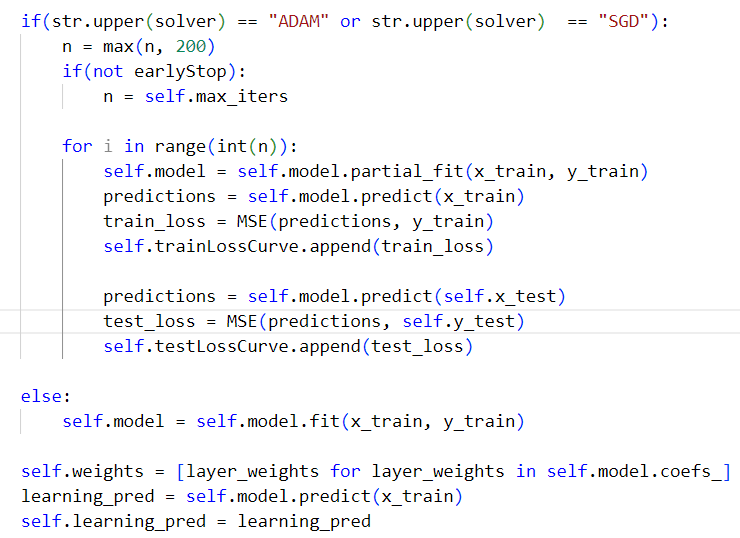 if(str.upper(solver) == "ADAM" or str.upper(solver)  == "SGD"):
    n = max(n, 200)
    if(not earlyStop):
        n = self.max_iters
    for i in range(int(n)):
        self.model = self.model.partial_fit(x_train, y_train)
        predictions = self.model.predict(x_train)
        train_loss = MSE(predictions, y_train)
        self.trainLossCurve.append(train_loss)
        predictions = self.model.predict(self.x_test)
        test_loss = MSE(predictions, self.y_test)
        self.testLossCurve.append(test_loss)
else:
    self.model = self.model.fit(x_train, y_train)
self.weights = [layer_weights for layer_weights in self.model.coefs_]
learning_pred = self.model.predict(x_train)
self.learning_pred = learning_pred